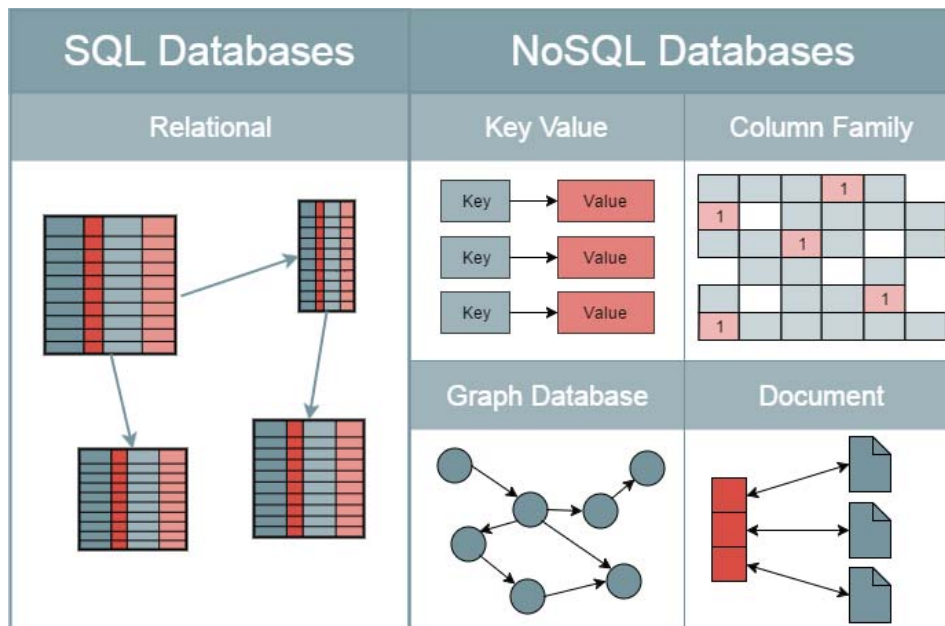 SQL Databases
NoSQL Databases
Relational
Key Value
Column Family
Key
Value
Key
Value
Key
Value
1
1
1
1
1
Graph Database
Document